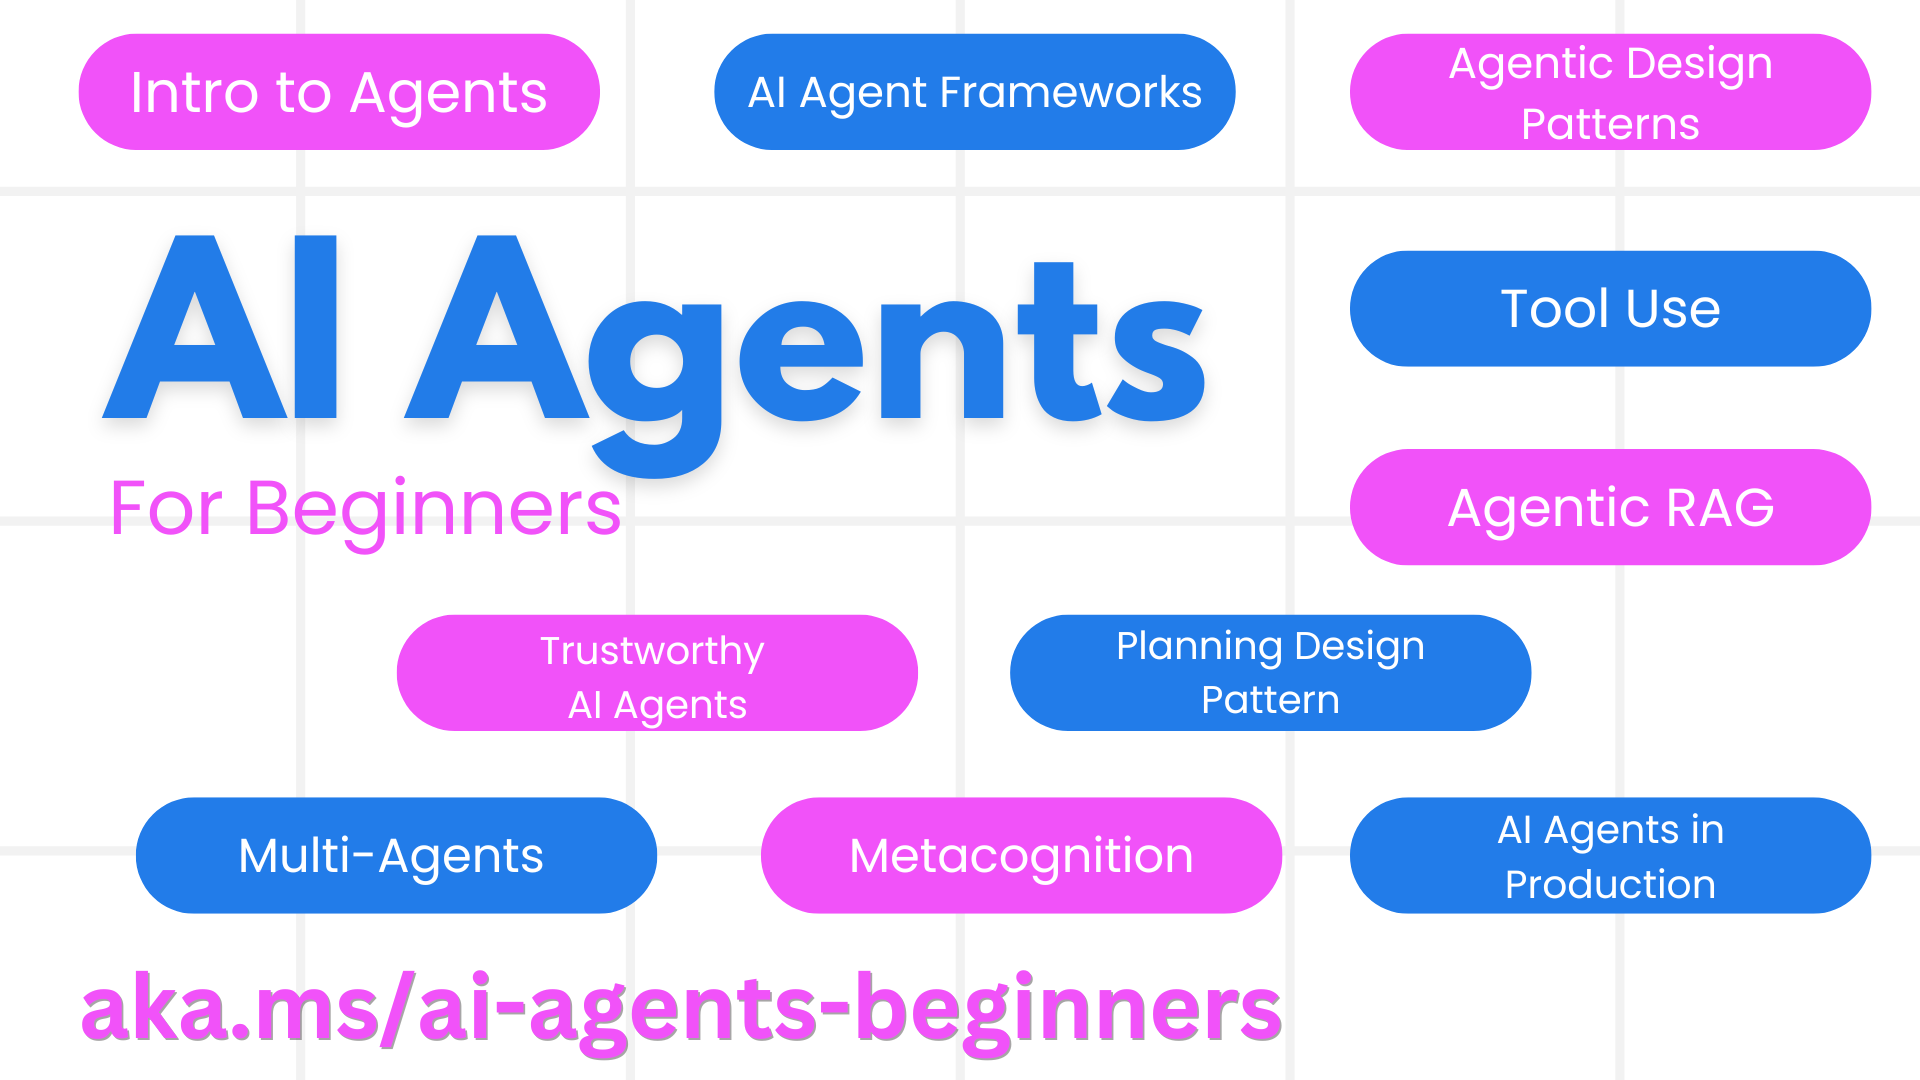 Intro to Agents
AI Agent Frameworks
Agentic Design
Patterns
AI Agents
For Beginners
Tool Use
Agentic RAG
Trustworthy
AI Agents
Planning Design
Pattern
Multi-Agents
Metacognition
AI Agents in
Production
aka.ms/ai-agents-beginners